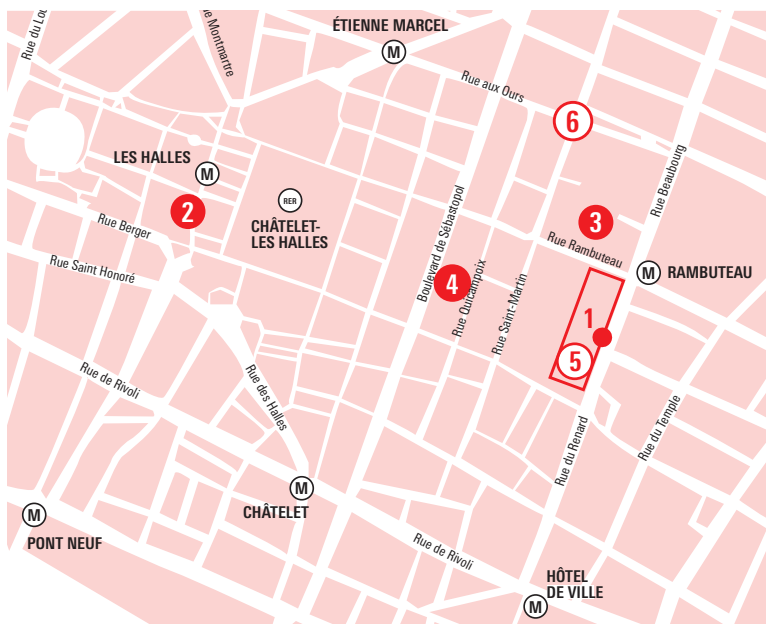 ÉTIENNE MARCEL
M
Rue du Lou
Rue Montmartre
Rue aux Ours
6
LES HALLES
M
RER
CHÂTELET-
LES HALLES
2
3
Rue Beaubourg
Rue Berger
Rue Rambuteau
M
RAMBUTEAU
Rue Saint Honoré
Boulevard de Sébastopol
4
Rue Quicampoix
Rue Saint-Martin
1
5
Rue de Rivoli
Rue des Halles
Rue du Renard
Rue du Temple
M
CHÂTELET
M
PONT NEUF
Rue de Rivoli
HÔTEL
DE VILLE
M